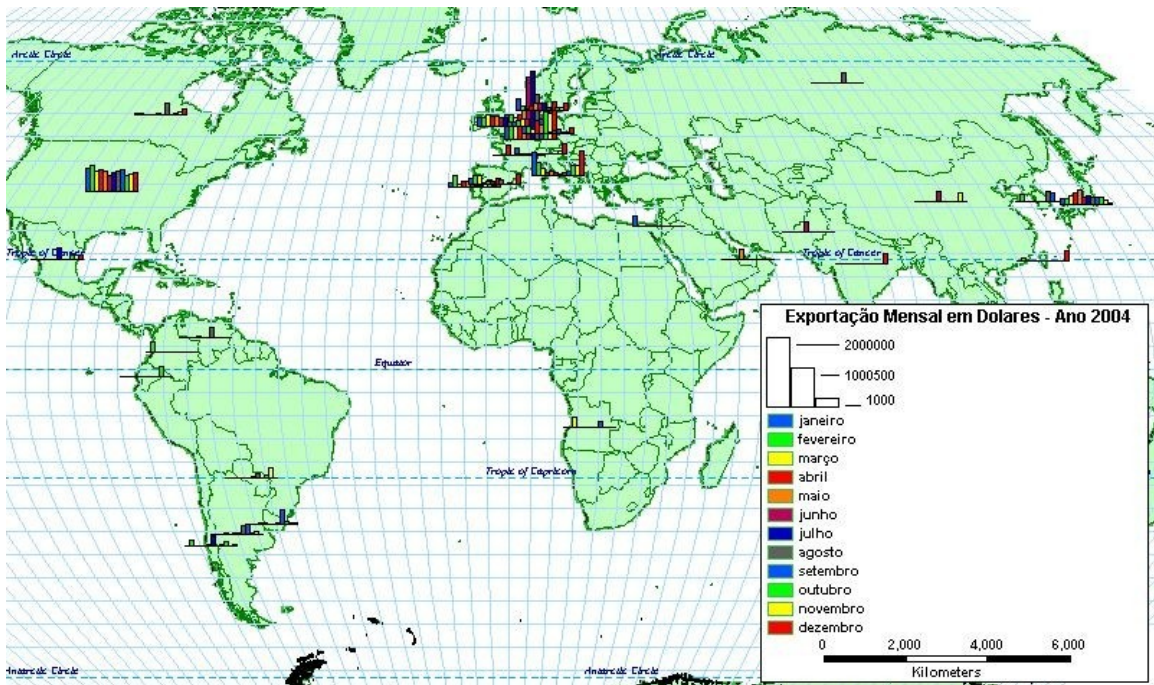 Arctic Circle
Arctic Circle
Tropic of Cancer
Tropic of Cancer
Equator
Tropic of Capricorn
Antarctic Circle
Antarctic Circle
Exportação Mensal em Dolares - Ano 2004
2000000
1000500
1000
janeiro
fevereiro
março
abril
maio
junho
julho
agosto
setembro
outubro
novembro
dezembro
0 2,000 4,000 6,000
Kilometers